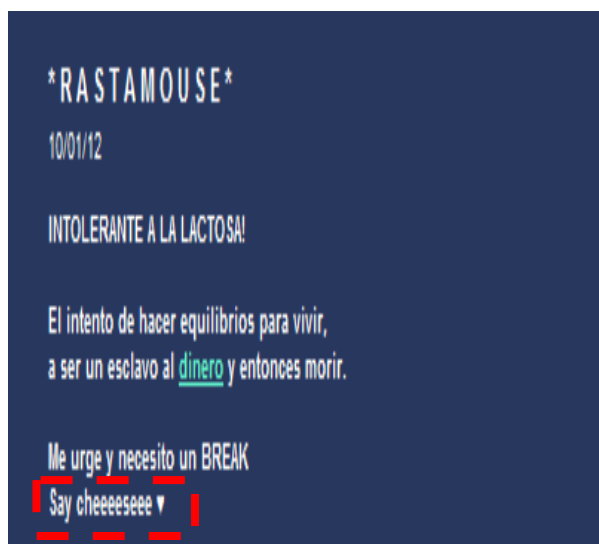 *RASTAMOUSE*
10/01/12
INTOLERANTE A LA LACTOSA!
El intento de hacer equilibrios para vivir,
a ser un esclavo al dinero y entonces morir.
Me urge y necesito un BREAK
Say cheeeeseee ▾